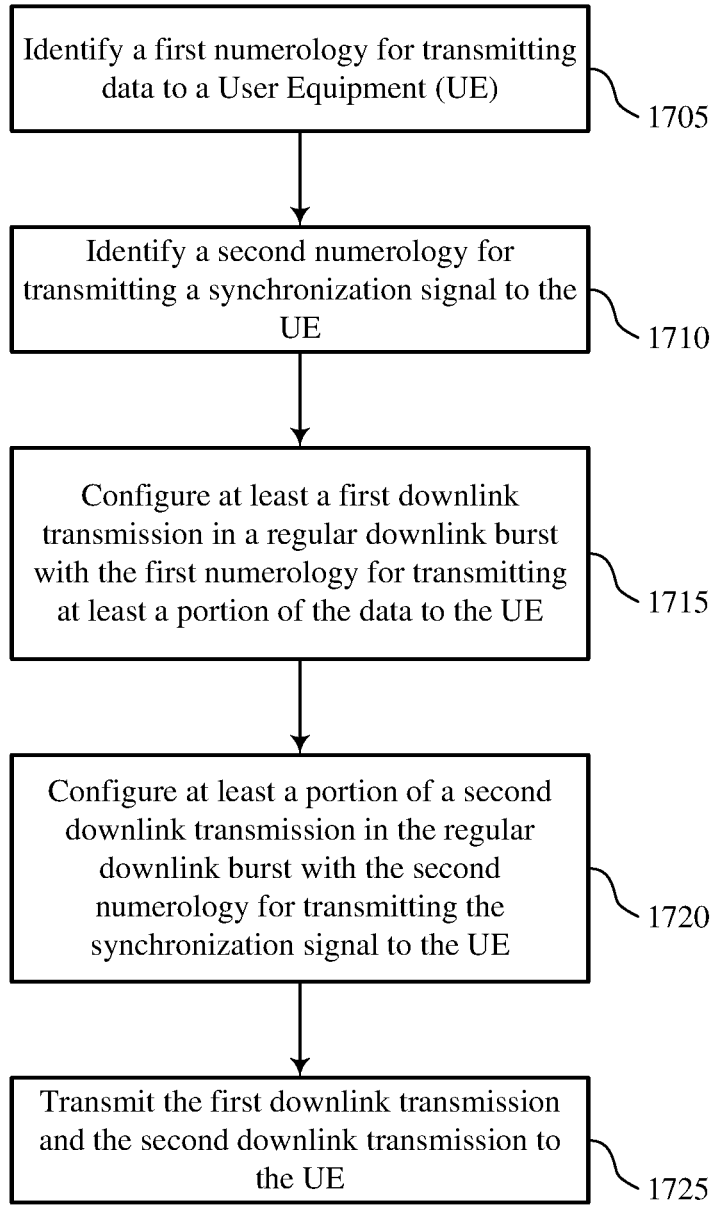 Identify a first numerology for transmitting
data to a User Equipment (UE)
1705
Identify a second numerology for
transmitting a synchronization signal to the
UE
1710
Configure at least a first downlink
transmission in a regular downlink burst
with the first numerology for transmitting
at least a portion of the data to the UE
1715
Configure at least a portion of a second
downlink transmission in the regular
downlink burst with the second
numerology for transmitting the
synchronization signal to the UE
1720
Transmit the first downlink transmission
and the second downlink transmission to
the UE
1725